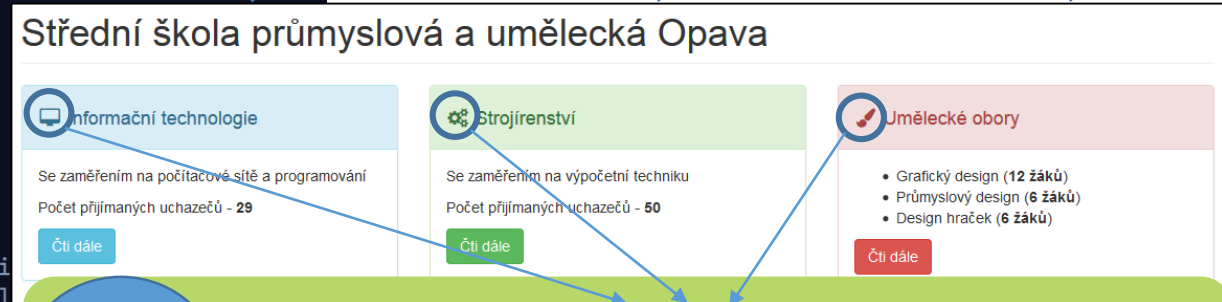 Střední škola průmyslová a umělecká Opava
Informační technologie
Se zaměřením na počítačové sítě a programování
Počet přijímaných uchazečů - 29
Čti dále
Strojírenství
Se zaměřením na výpočetní techniku
Počet přijímaných uchazečů - 50
Čti dále
Umělecké obory
Grafický design (12 žáků)
Průmyslový design (6 žáků)
Design hraček (6 žáků)
Čti dále